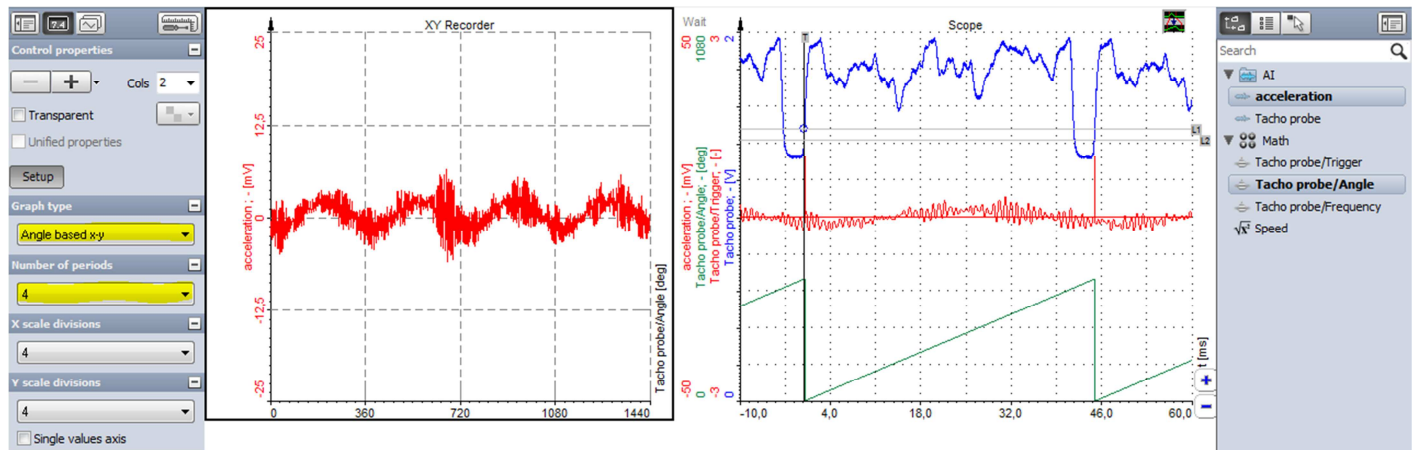 Control properties
Cols 2
Transparent
Unified properties
Setup
Graph type
Angle based x-y
Number of periods
4
X scale divisions
4
Y scale divisions
4
Single values axis
XY Recorder
25
12,5
0
-12,5
-25
acceleration ; - [mV]
0 360 720 1080 1440
Tacho probe/Angle [deg]
Wait
Scope
T
50
1080
3
2
acceleration ; - [mV]
Tacho probe/Angle; - [deg]
Tacho probe/Trigger; - [-]
Tacho probe; - [V]
-50
0
-3
0
L1
L2
-10,0 4,0 18,0 32,0 46,0 60,0
t [ms]
Search
AI
acceleration
Tacho probe
Math
Tacho probe/Trigger
Tacho probe/Angle
Tacho probe/Frequency
√x² Speed